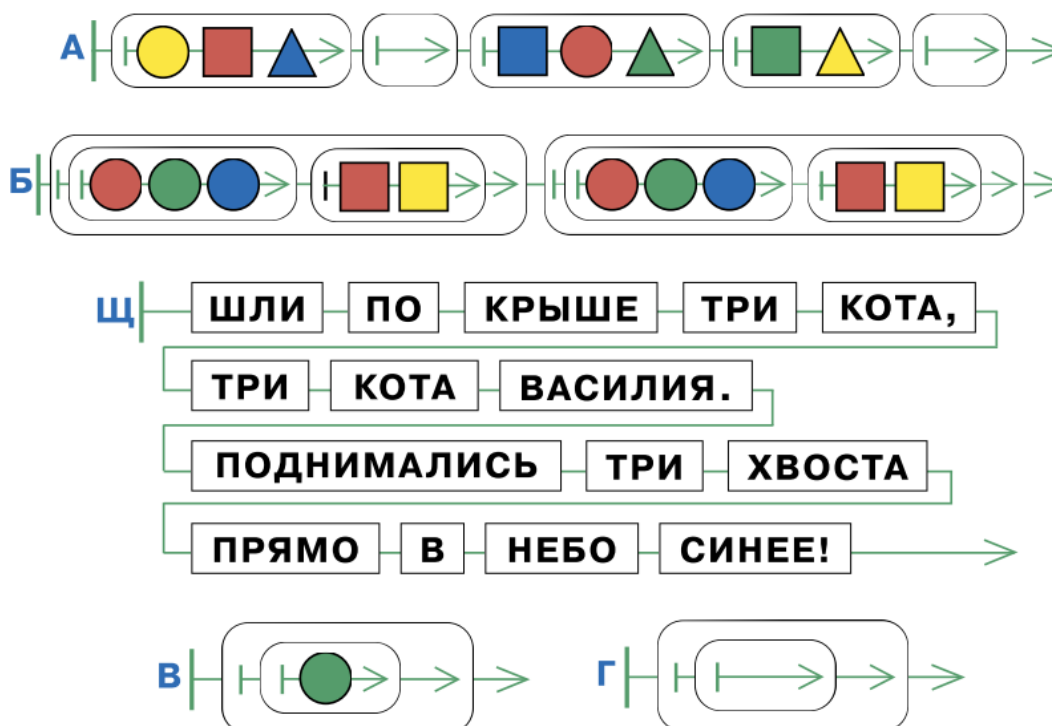 А
Б
Щ ШЛИ ПО КРЫШЕ ТРИ КОТА,
ТРИ КОТА ВАСИЛИЯ.
ПОДНИМАЛИСЬ ТРИ ХВОСТА
ПРЯМО В НЕБО СИНЕЕ!
В Г